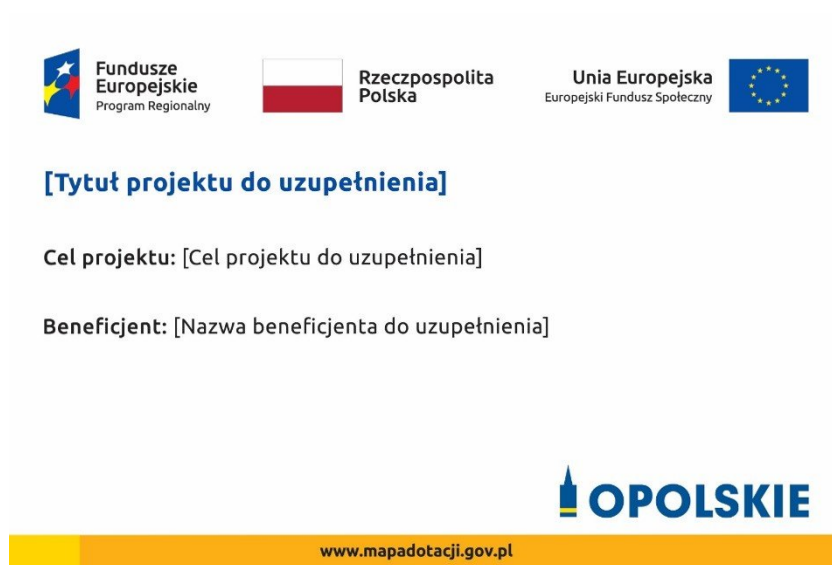 Fundusze
Europejskie
Program Regionalny
Rzeczpospolita
Polska
Unia Europejska
Europejski Fundusz Społeczny
[Tytuł projektu do uzupełnienia]
Cel projektu: [Cel projektu do uzupełnienia]
Beneficjent: [Nazwa beneficjenta do uzupełnienia]
OPOLSKIE
www.mapadotacji.gov.pl